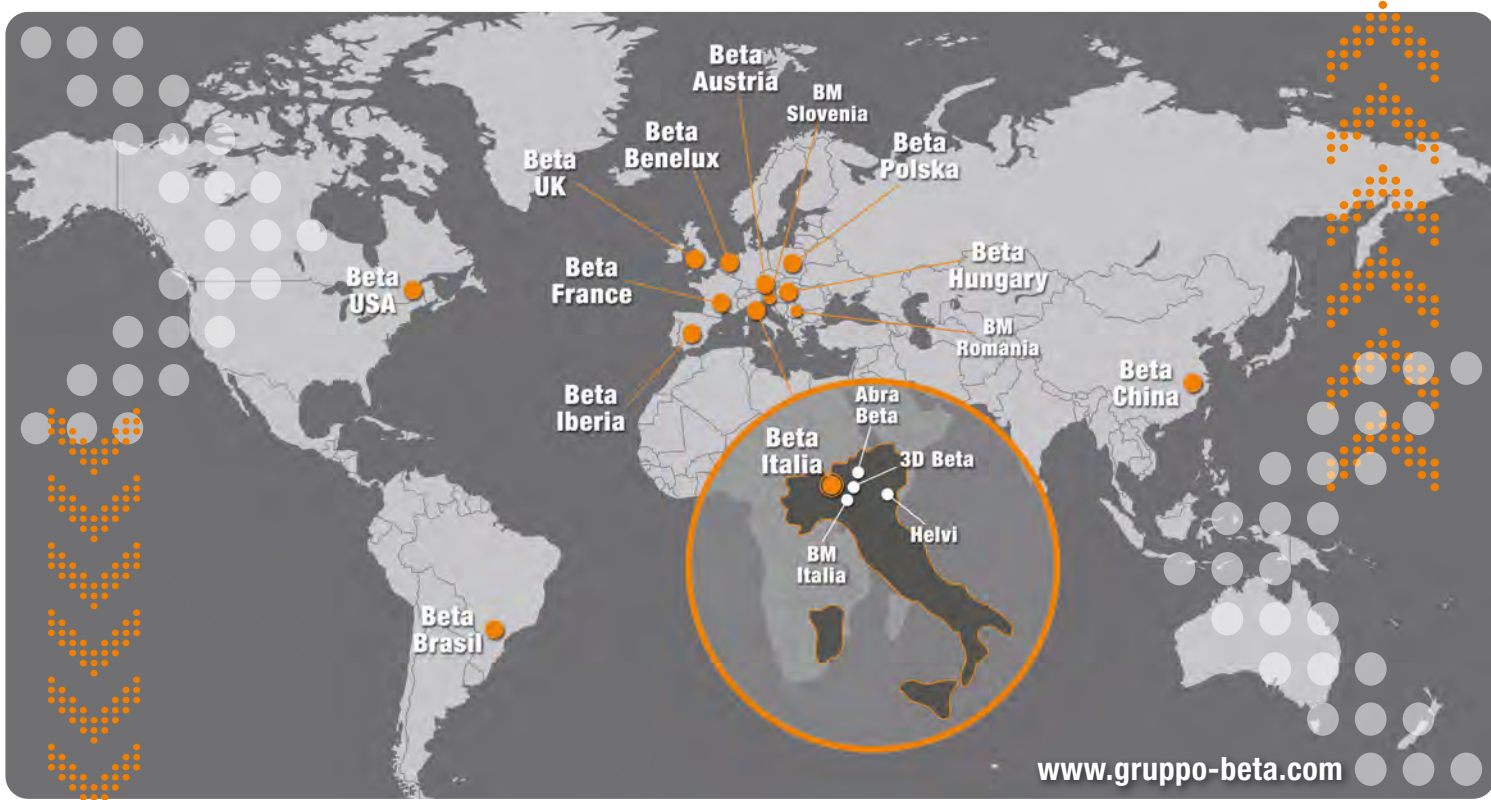 Beta
Austria
BM
Slovenia
Beta
Benelux
Beta
Polska
Beta
UK
Beta
Hungary
Beta
France
Beta
USA
BM
Romania
Beta
China
Beta
Iberia
Abra
Beta
Beta
Italia
3D Beta
Helvi
BM
Italia
Beta
Brasil
www.gruppo-beta.com